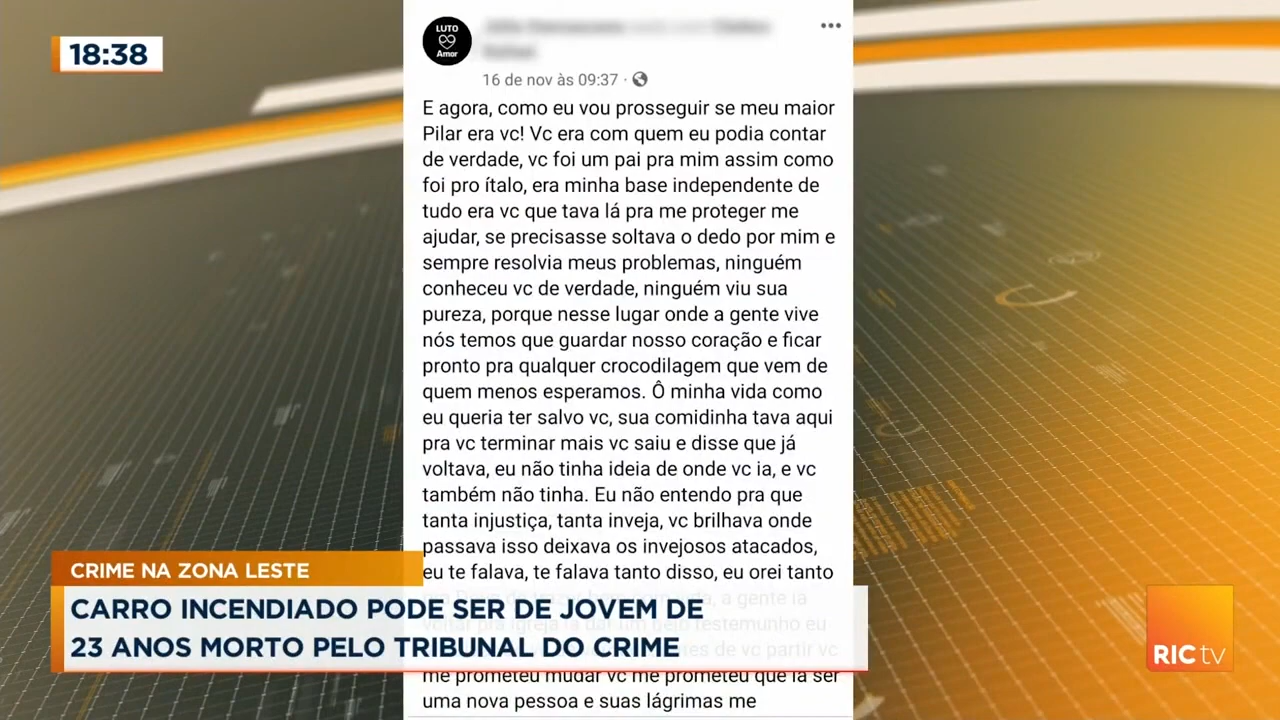 18:38
LUTO
Amor
16 de nov às 09:37 ·
E agora, como eu vou prosseguir se meu maior
Pilar era vc! Vc era com quem eu podia contar
de verdade, vc foi um pai pra mim assim como
foi pro ítalo, era minha base independente de
tudo era vc que tava lá pra me proteger me
ajudar, se precisasse soltava o dedo por mim e
sempre resolvia meus problemas, ninguém
conheceu vc de verdade, ninguém viu sua
pureza, porque nesse lugar onde a gente vive
nós temos que guardar nosso coração e ficar
pronto pra qualquer crocodilagem que vem de
quem menos esperamos. Ô minha vida como
eu queria ter salvo vc, sua comidinha tava aqui
pra vc terminar mais vc saiu e disse que já
voltava, eu não tinha ideia de onde vc ia, e vc
também não tinha. Eu não entendo pra que
tanta injustiça, tanta inveja, vc brilhava onde
passava isso deixava os invejosos atacados,
eu te falava, te falava tanto disso, eu orei tanto
a gente ia
testemunho eu
de vc partir vc
me prometeu mudar vc me prometeu que ia ser
uma nova pessoa e suas lágrimas me
CRIME NA ZONA LESTE
CARRO INCENDIADO PODE SER DE JOVEM DE
23 ANOS MORTO PELO TRIBUNAL DO CRIME
RICtv